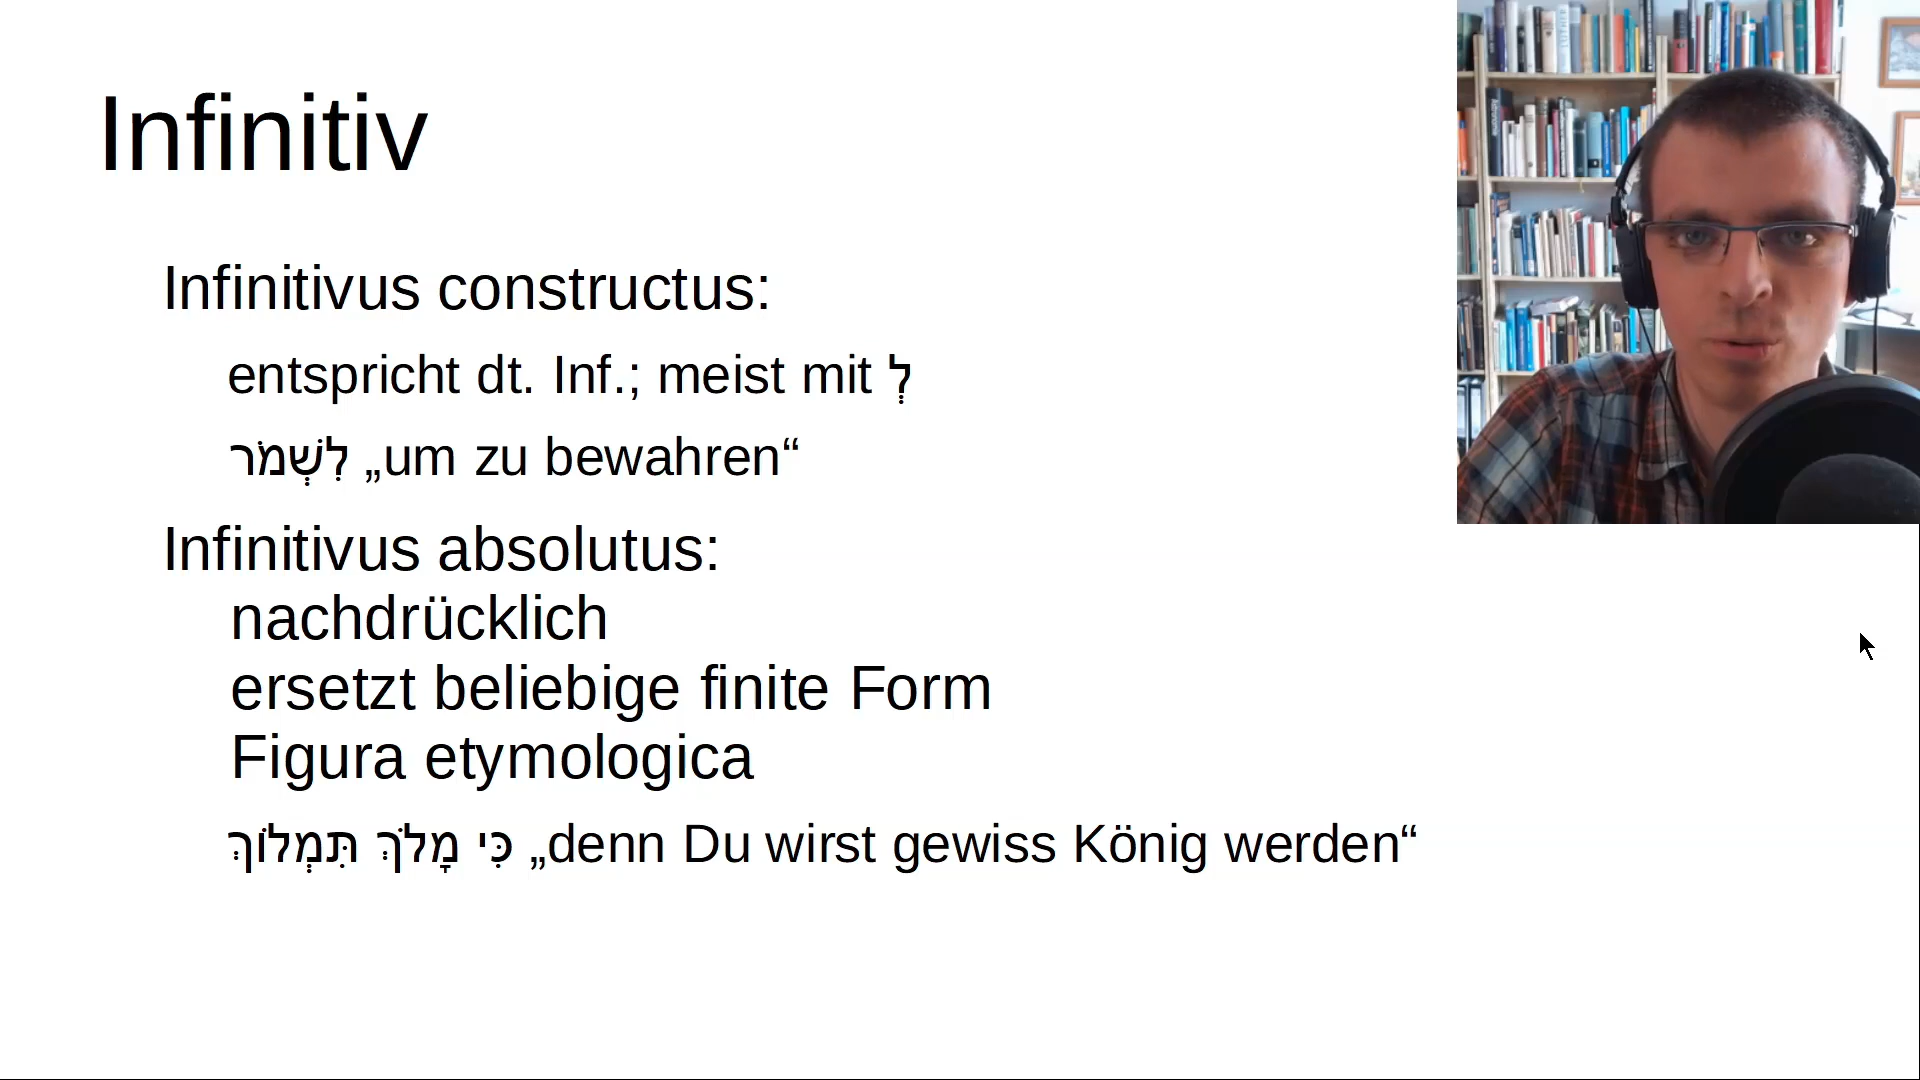 Infinitiv
Infinitivus constructus:
entspricht dt. Inf.; meist mit לְ
לִשְׁמֹר „um zu bewahren“
Infinitivus absolutus:
nachdrücklich
ersetzt beliebige finite Form
Figura etymologica
כִּי מָלֹךְ תִּמְלוֹךְ „denn Du wirst gewiss König werden“